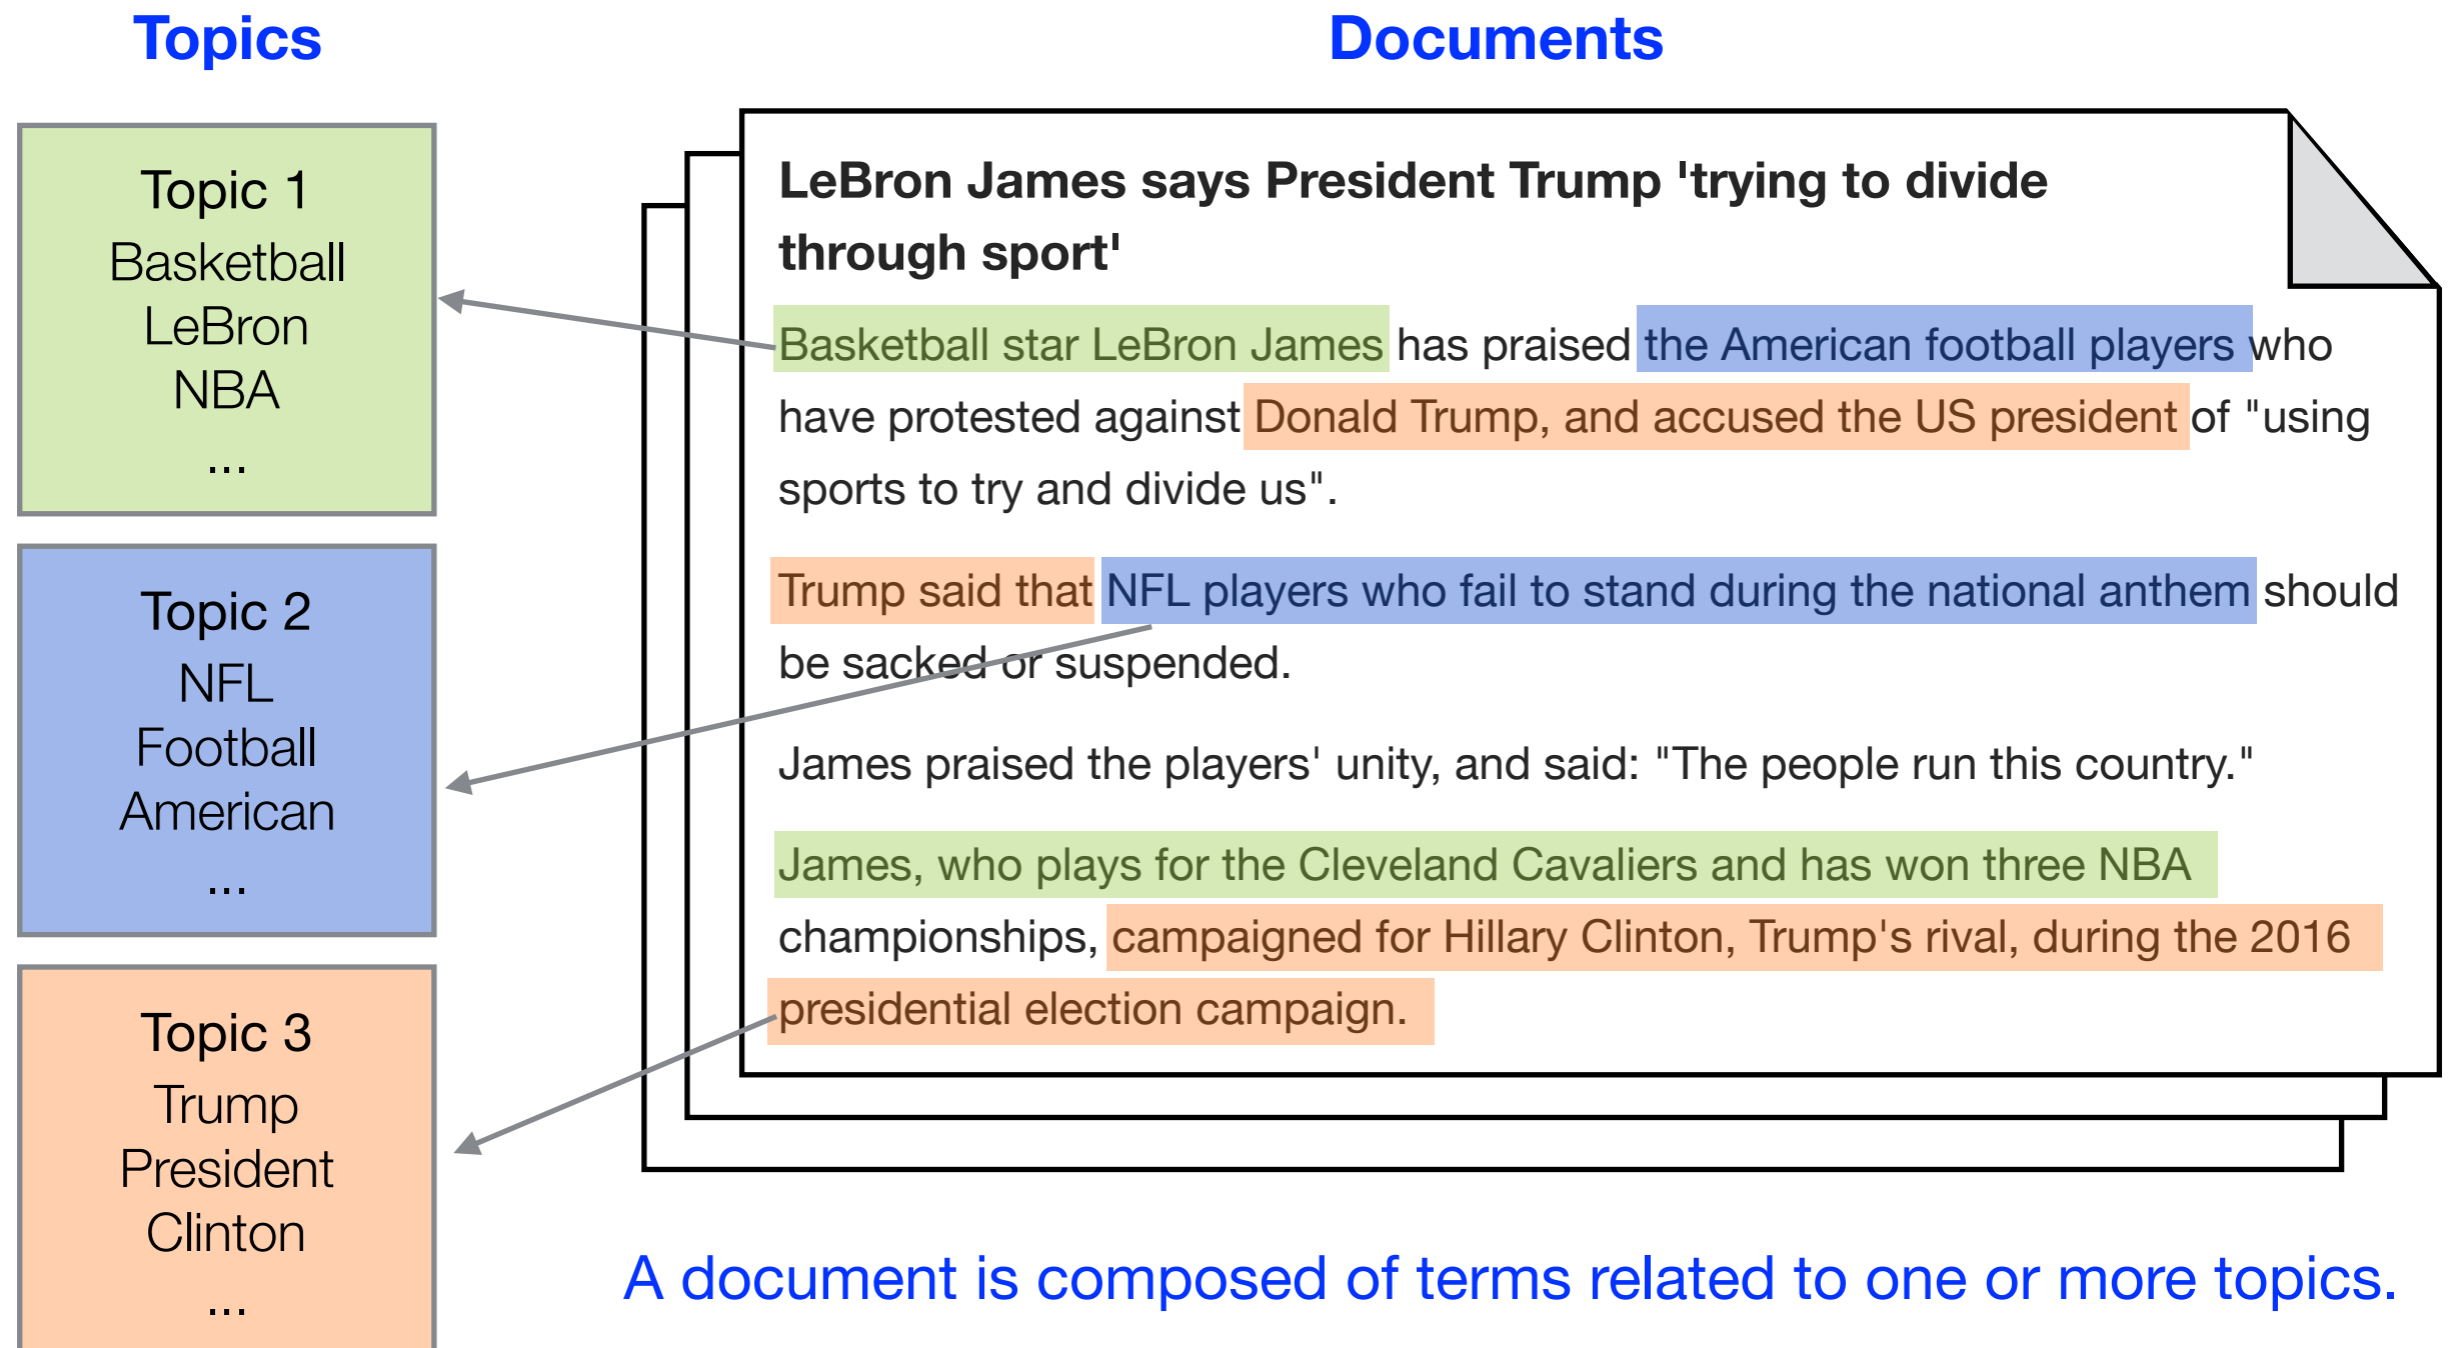 Topics
Documents
Topic 1
Basketball
LeBron
NBA
...
Topic 2
NFL
Football
American
...
Topic 3
Trump
President
Clinton
...
LeBron James says President Trump 'trying to divide
through sport'
Basketball star LeBron James has praised the American football players who
have protested against Donald Trump, and accused the US president of "using
sports to try and divide us".
Trump said that NFL players who fail to stand during the national anthem should
be sacked or suspended.
James praised the players' unity, and said: "The people run this country."
James, who plays for the Cleveland Cavaliers and has won three NBA
championships, campaigned for Hillary Clinton, Trump's rival, during the 2016
presidential election campaign.
A document is composed of terms related to one or more topics.